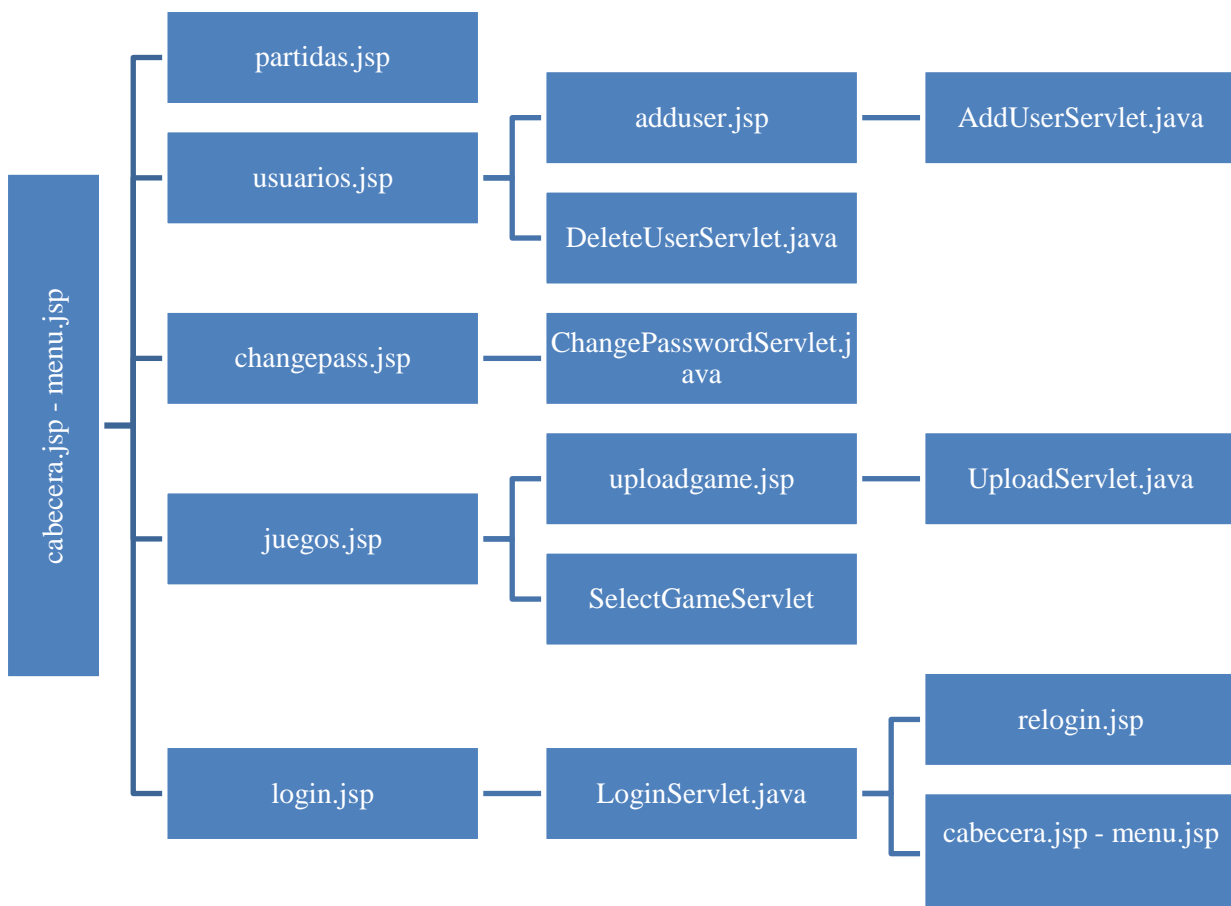 cabecera.jsp - menu.jsp
partidas.jsp
usuarios.jsp
adduser.jsp
AddUserServlet.java
DeleteUserServlet.java
changepass.jsp
ChangePasswordServlet.j
ava
juegos.jsp
uploadgame.jsp
UploadServlet.java
SelectGameServlet
login.jsp
LoginServlet.java
relogin.jsp
cabecera.jsp - menu.jsp